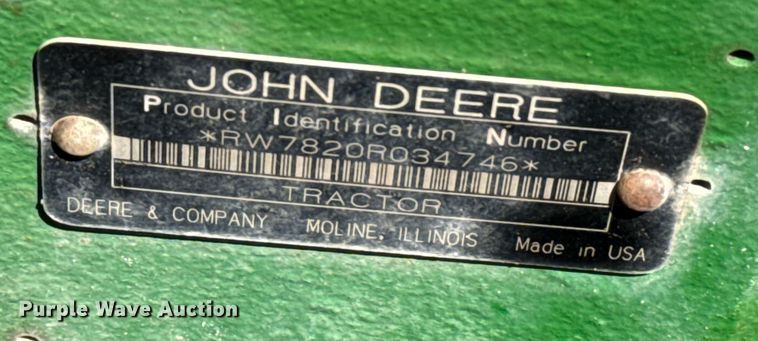 JOHN DEERE
Product Identification Number
*RW7820R034746*
TRACTOR
DEERE & COMPANY MOLINE, ILLINOIS Made in USA
Purple Wave Auction